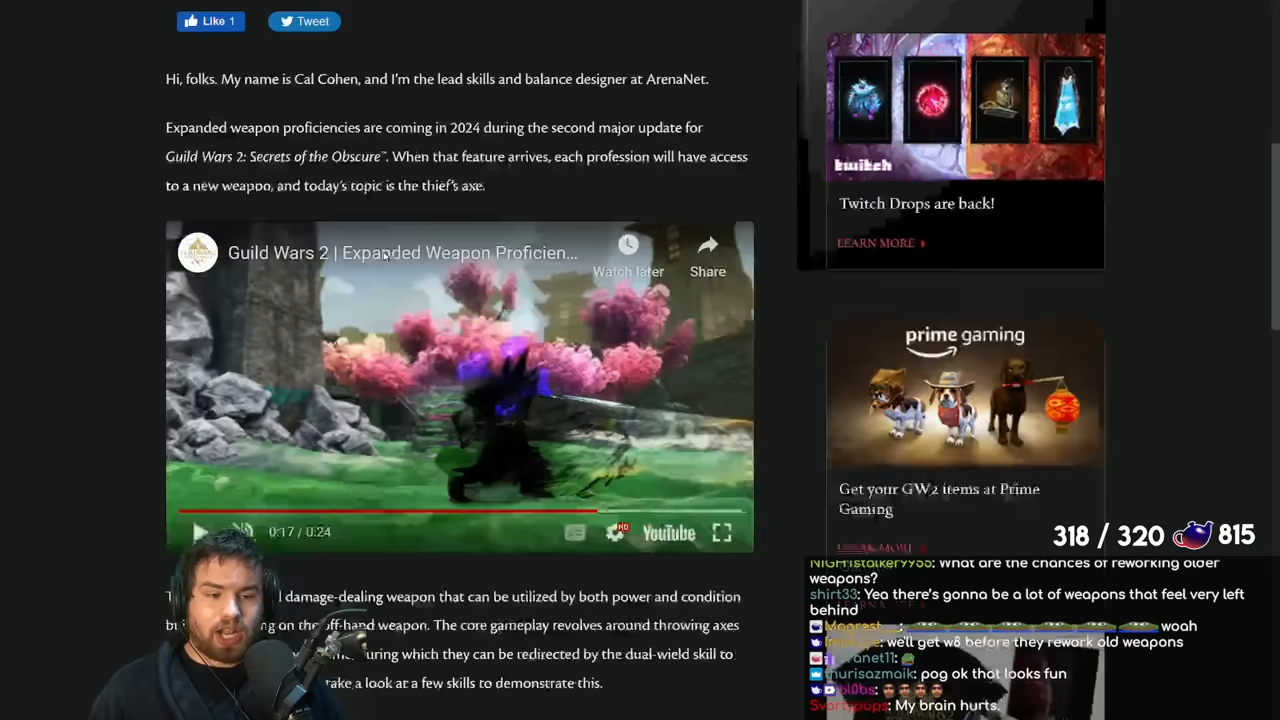 Like 1
Tweet
Hi, folks. My name is Cal Cohen, and I'm the lead skills and balance designer at ArenaNet.
Expanded weapon proficiencies are coming in 2024 during the second major update for
Guild Wars 2: Secrets of the Obscure™. When that feature arrives, each profession will have access
to a new weapon, and today's topic is the thief's axe.
Guild Wars 2 | Expanded Weapon Proficien...
Watch later
Share
0:17 / 0:24
HD
YouTube
damage-dealing weapon that can be utilized by both power and condition
on the off-hand weapon. The core gameplay revolves around throwing axes
during which they can be redirected by the dual-wield skill to
take a look at a few skills to demonstrate this.
twitch
Twitch Drops are back!
LEARN MORE
prime gaming
Get your GW2 items at Prime
Gaming
318 / 320
815
NIGHTstalker9955: What are the chances of reworking older
weapons?
shirt33: Yea there's gonna be a lot of weapons that feel very left
behind
woah
we'll get w8 before they rework old weapons
thurisazmaik: pog ok that looks fun
Svartypops: My brain hurts.